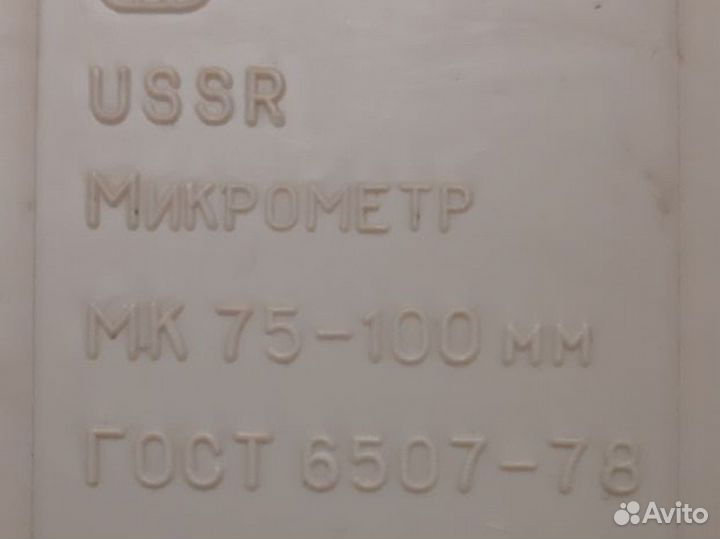 USSR
Микрометр
МК 75-100 мм
ГОСТ 6507-78
Avito